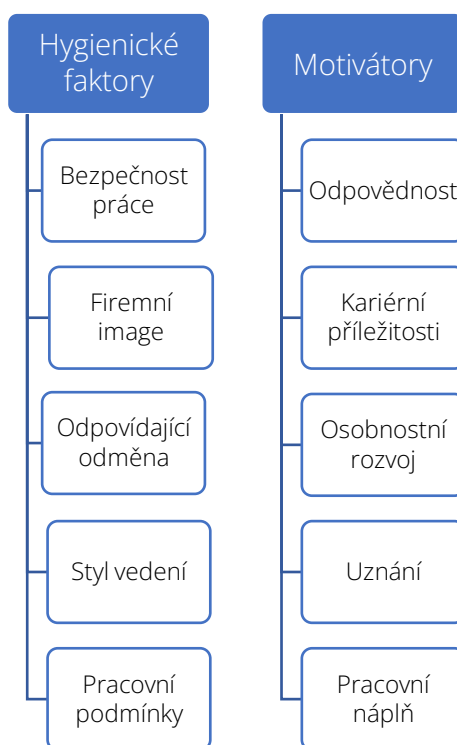 Hygienické
faktory
Bezpečnost
práce
Firemní
image
Odpovídající
odměna
Styl vedení
Pracovní
podmínky
Motivátory
Odpovědnost
Kariérní
příležitosti
Osobnostní
rozvoj
Uznání
Pracovní
náplň